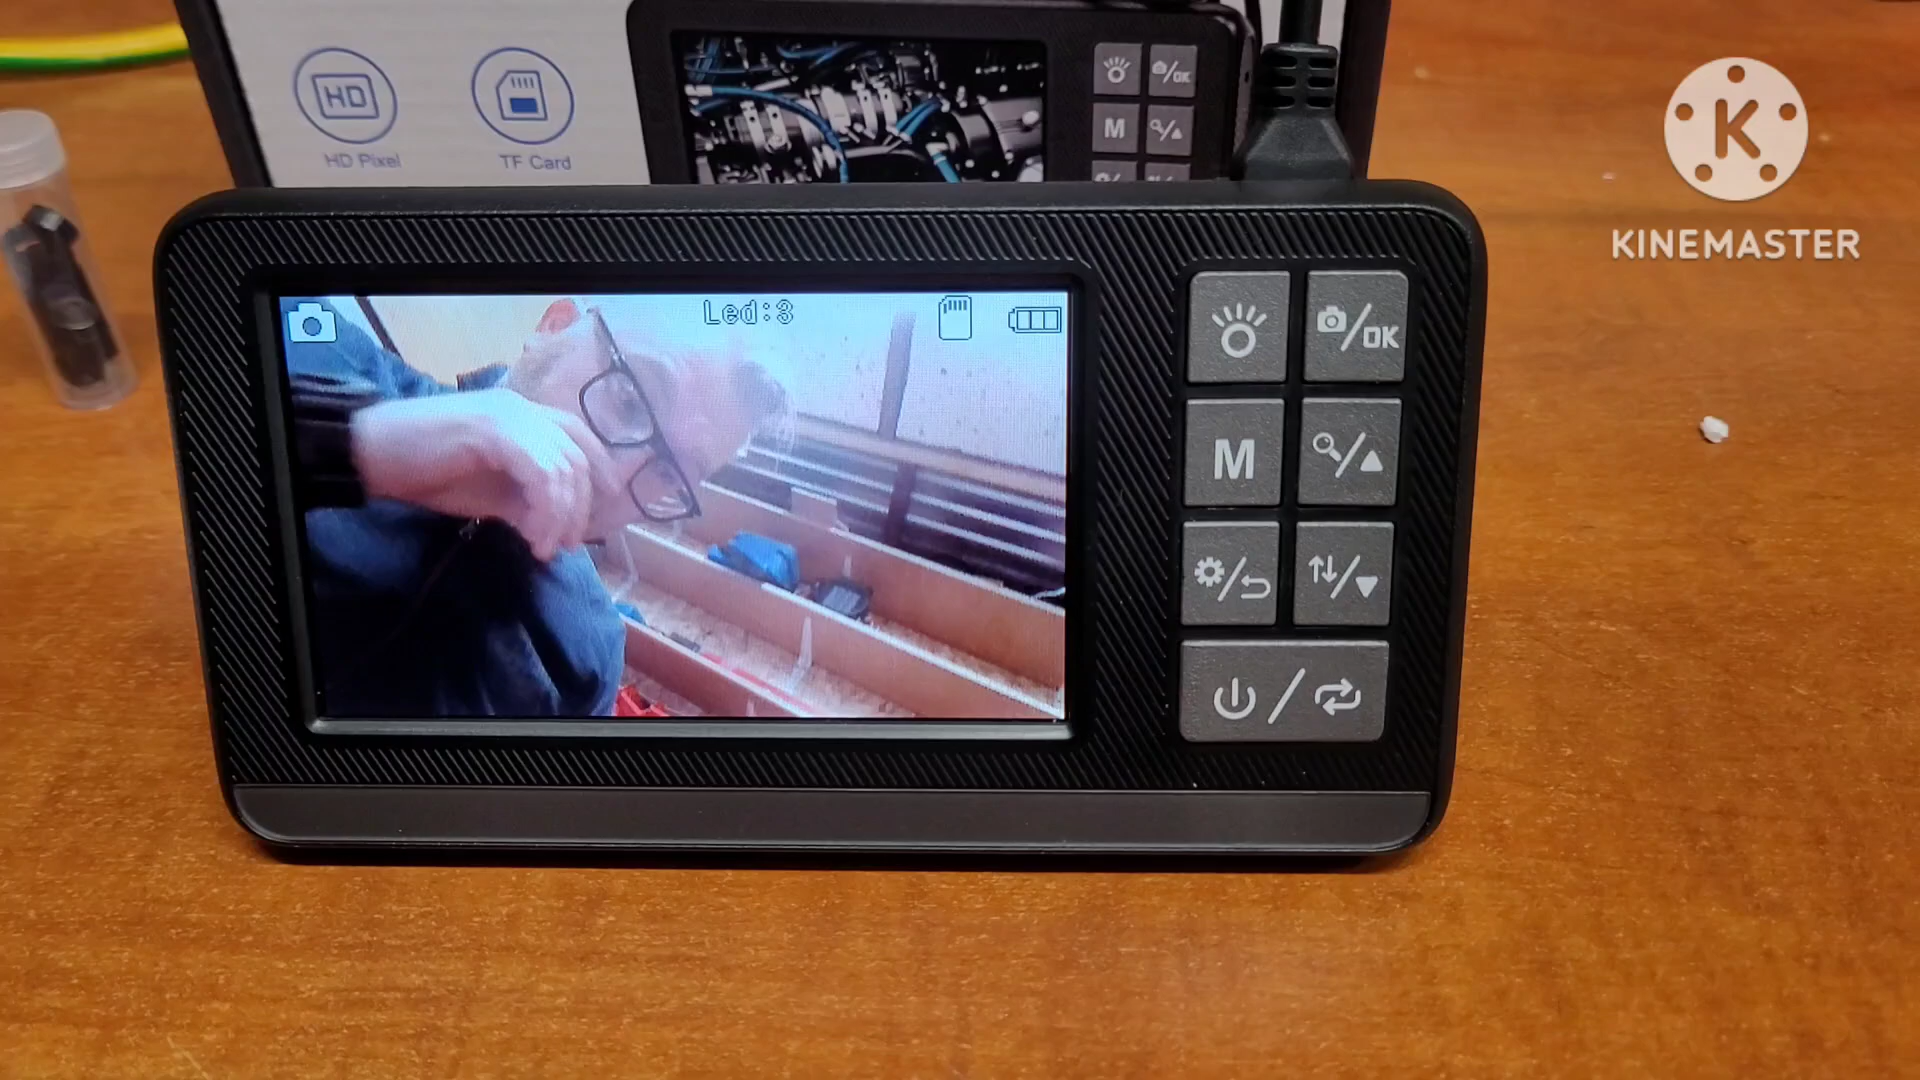 HD
HD Pixel
TF Card
/OK
M
K
KINEMASTER
Led:3
/OK
M